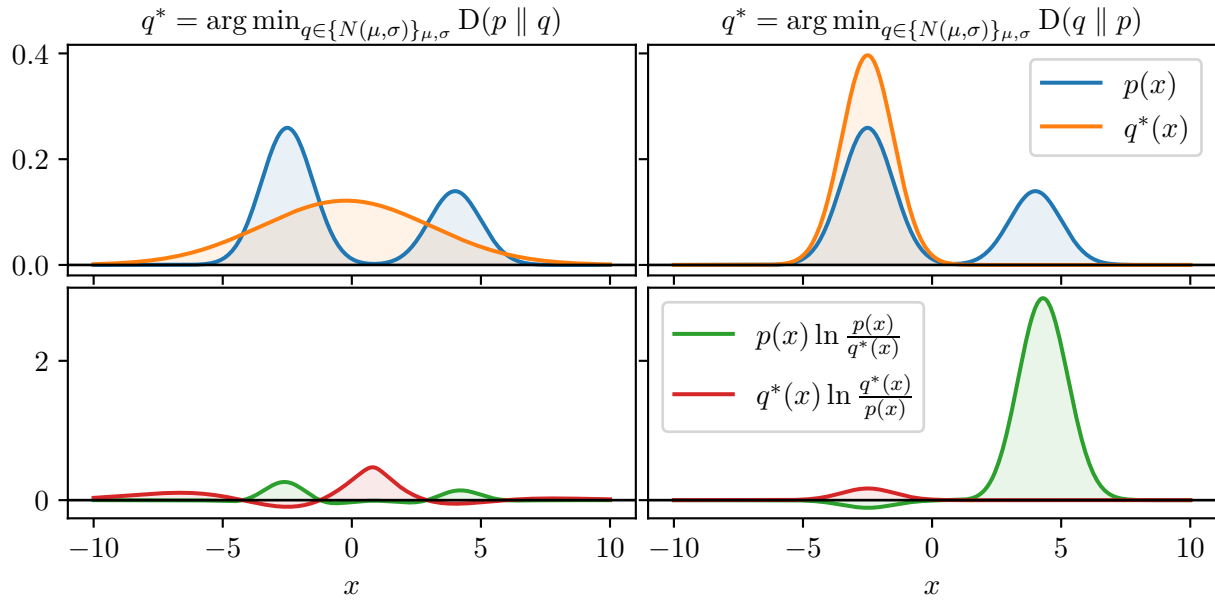 q* = arg min_{q∈{N(μ,σ)}_{μ,σ}} D(p ∥ q)
q* = arg min_{q∈{N(μ,σ)}_{μ,σ}} D(q ∥ p)
0.4
0.2
0.0
p(x)
q*(x)
2
0
p(x) ln p(x)/q*(x)
q*(x) ln q*(x)/p(x)
−10 −5 0 5 10
−10 −5 0 5 10
x
x